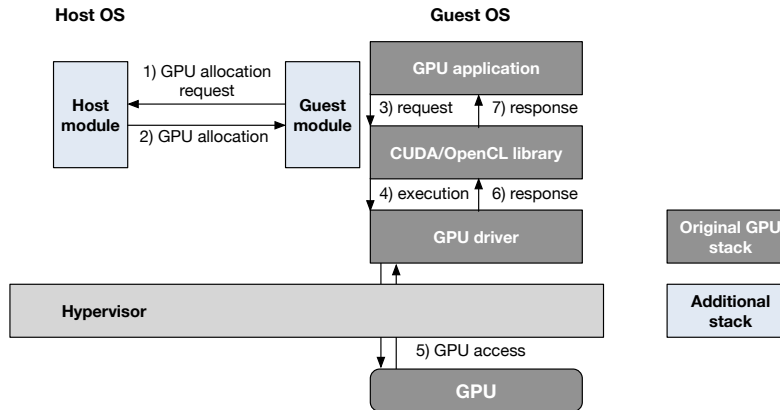 Host OS
Guest OS
Host
module
1) GPU allocation
request
2) GPU allocation
Guest
module
GPU application
3) request
7) response
CUDA/OpenCL library
4) execution
6) response
GPU driver
Original GPU
stack
Hypervisor
Additional
stack
5) GPU access
GPU